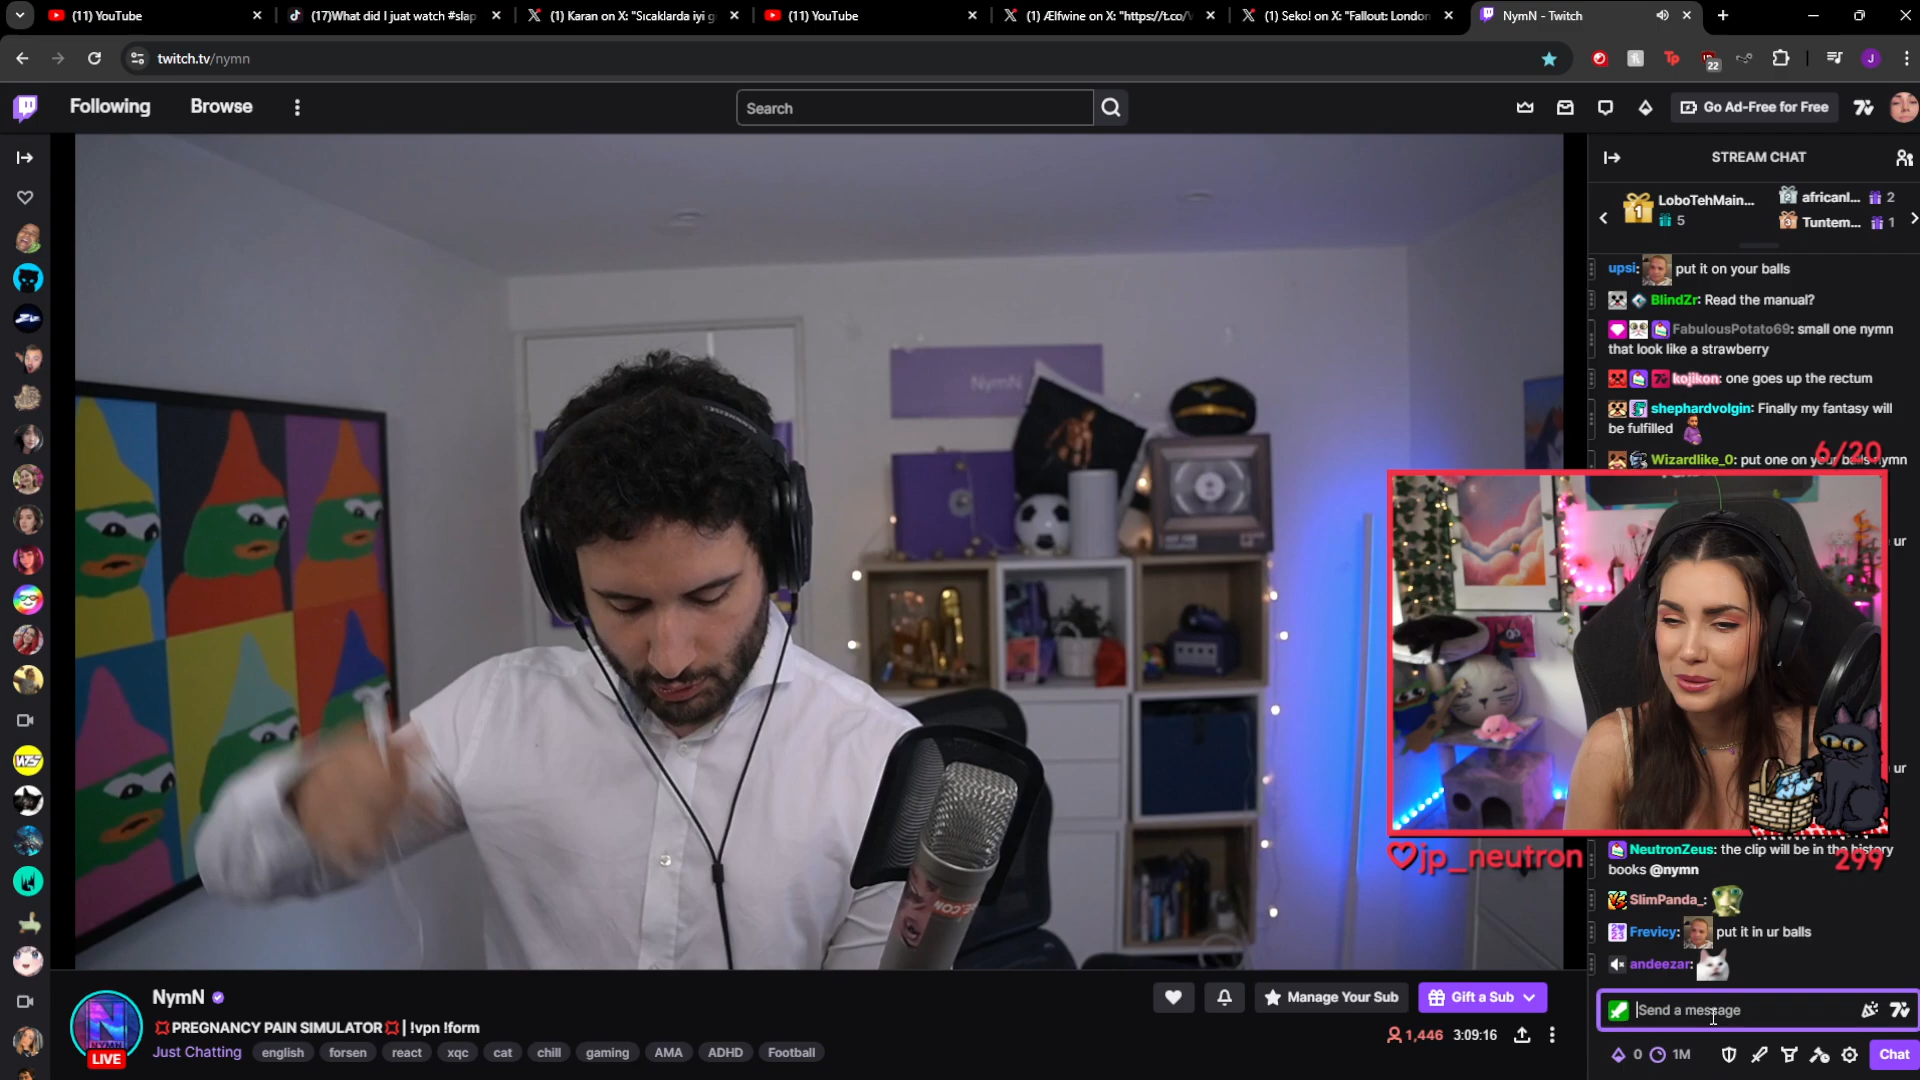 (11) YouTube
(17)What did I juat watch #slap
(1) Karan on X: "Sıcaklarda iyi g
(11) YouTube
(1) Ælfwine on X: "https://t.co/
(1) Seko! on X: "Fallout: London
NymN - Twitch
twitch.tv/nymn
22
J
Following
Browse
Search
Go Ad-Free for Free
STREAM CHAT
1 LoboTehMain...
5
africanl... 2
Tuntem... 1
upsi: put it on your balls
BlindZr: Read the manual?
FabulousPotato69: small one nymn
that look like a strawberry
kojikon: one goes up the rectum
shephardvolgin: Finally my fantasy will
be fulfilled
6/20
Wizardlike_0: put one on your balls nymn
ur
ur
NymN
jp_neutron
299
NeutronZeus: the clip will be in the history
books @nymn
SlimPanda_:
Frevicy: put it in ur balls
andeezar:
Send a message
0 1M
Chat
NymN
PREGNANCY PAIN SIMULATOR | !vpn !form
LIVE
Just Chatting
english
forsen
react
xqc
cat
chill
gaming
AMA
ADHD
Football
Manage Your Sub
Gift a Sub
1,446
3:09:16